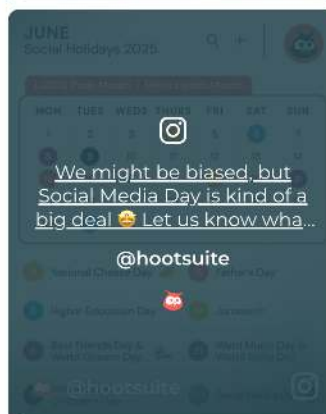 JUNE
Social Holidays 2025
MON TUES WEDS THURS FRI SAT SUN
We might be biased, but
Social Media Day is kind of a
big deal 🤩 Let us know wha...
@hootsuite
National Cheese Day
Father's Day
Higher Education Day
Juneteenth
Best Friends Day &
World Oceans Day
World Music Day &
@hootsuite